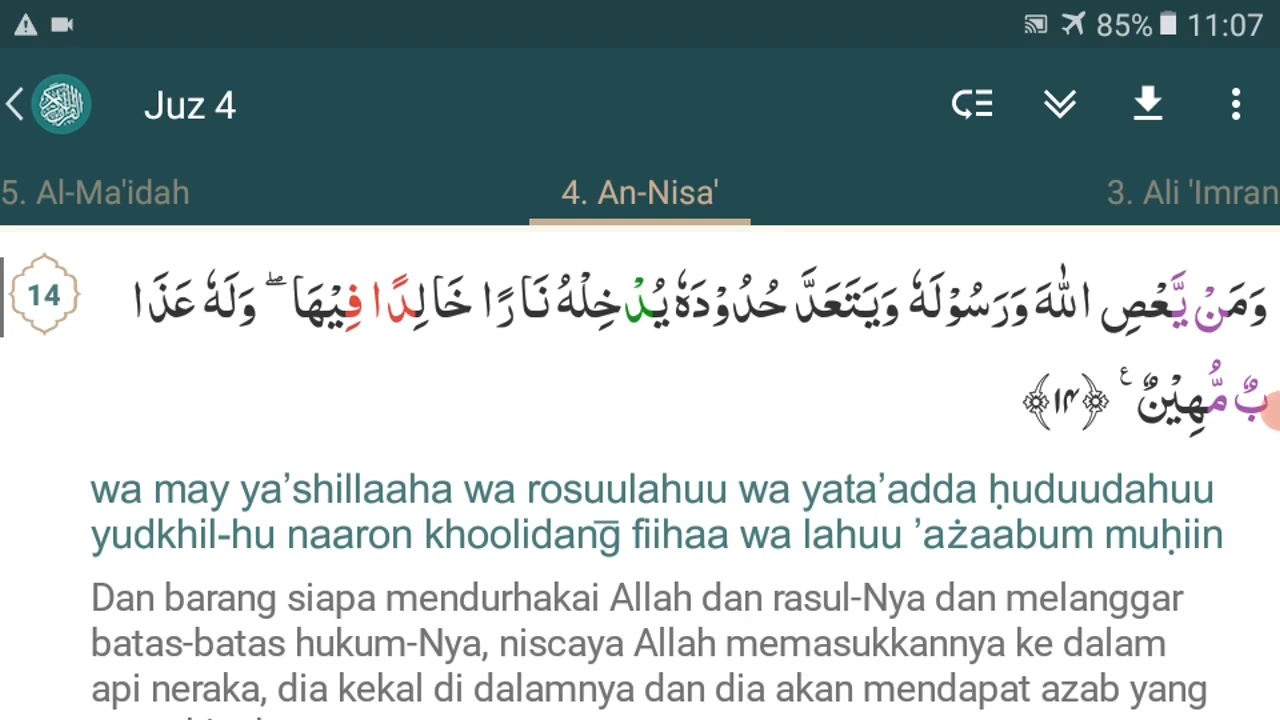 85% 11:07
Juz 4
5. Al-Ma'idah 4. An-Nisa' 3. Ali 'Imran
14
وَمَنْ يَّعْصِ اللّٰهَ وَرَسُوْلَهٗ وَيَتَعَدَّ حُدُوْدَهٗ يُدْخِلْهُ نَارًا خَالِدًا فِيْهَا ۖ وَلَهٗ عَذَا
بٌ مُّهِيْنٌ ࣖ ﴿١٤﴾
wa may ya’shillaaha wa rosuulahuu wa yata’adda ḥuduudahuu
yudkhil-hu naaron khoolidang̅ fiihaa wa lahuu ’ażaabum muḥiin
Dan barang siapa mendurhakai Allah dan rasul-Nya dan melanggar
batas-batas hukum-Nya, niscaya Allah memasukkannya ke dalam
api neraka, dia kekal di dalamnya dan dia akan mendapat azab yang